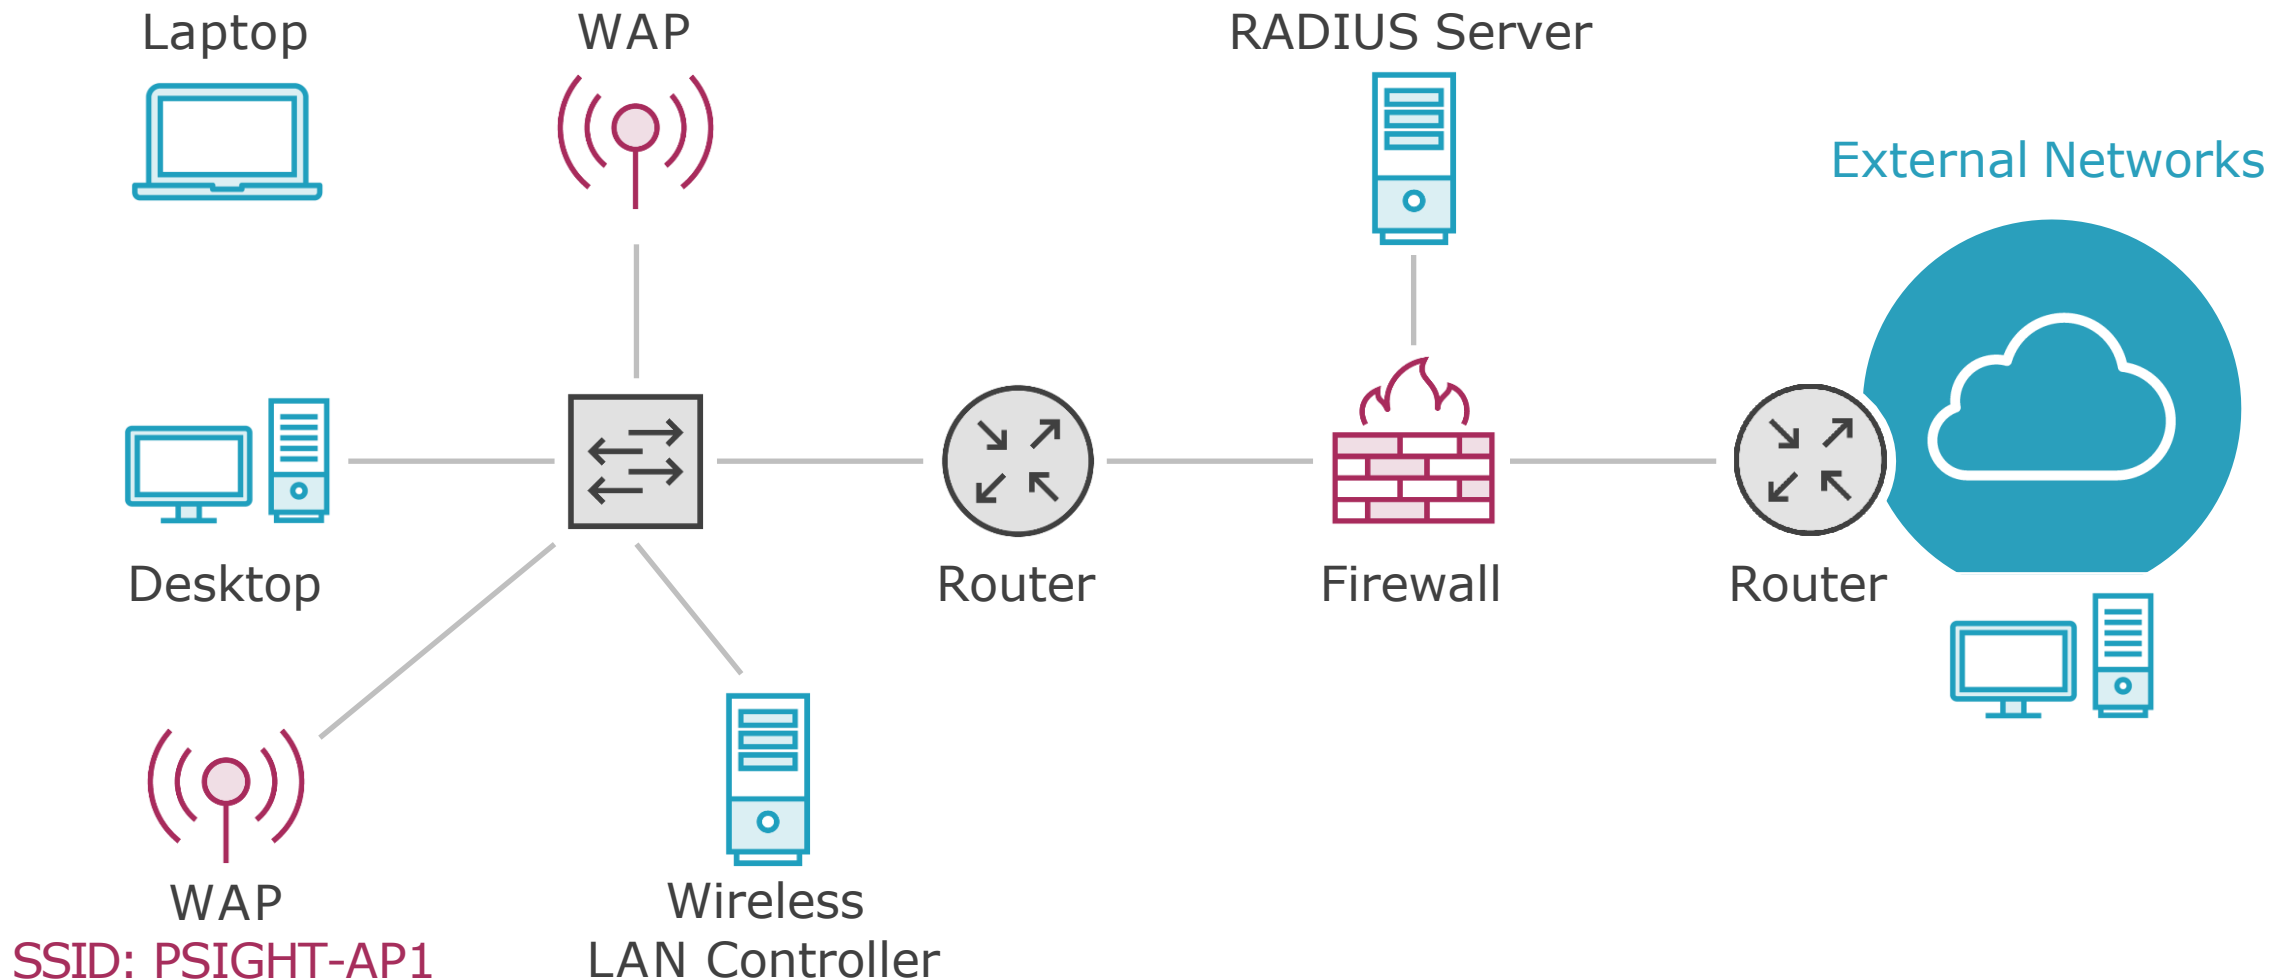 Laptop
WAP
RADIUS Server
External Networks
Desktop
Router
Firewall
Router
WAP
SSID: PSIGHT-AP1
Wireless
LAN Controller